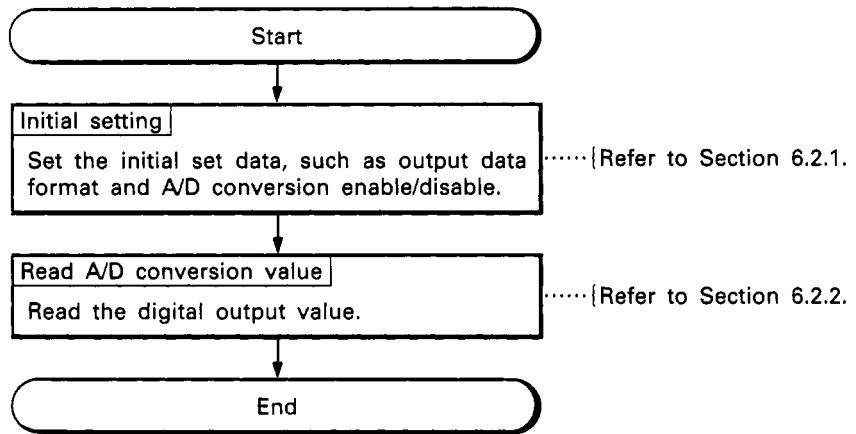 Start
Initial setting
Set the initial set data, such as output data
format and A/D conversion enable/disable.
Refer to Section 6.2.1.
Read A/D conversion value
Read the digital output value.
Refer to Section 6.2.2.
End